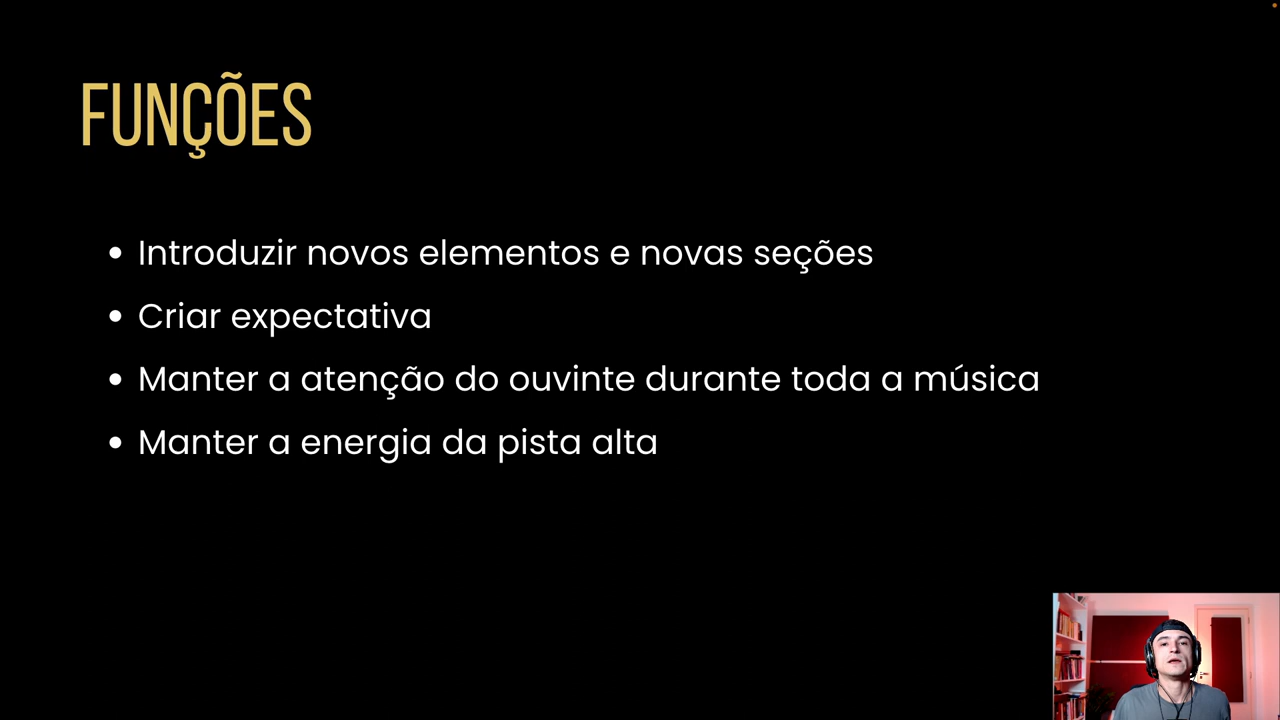 FUNÇÕES
• Introduzir novos elementos e novas seções
• Criar expectativa
• Manter a atenção do ouvinte durante toda a música
• Manter a energia da pista alta